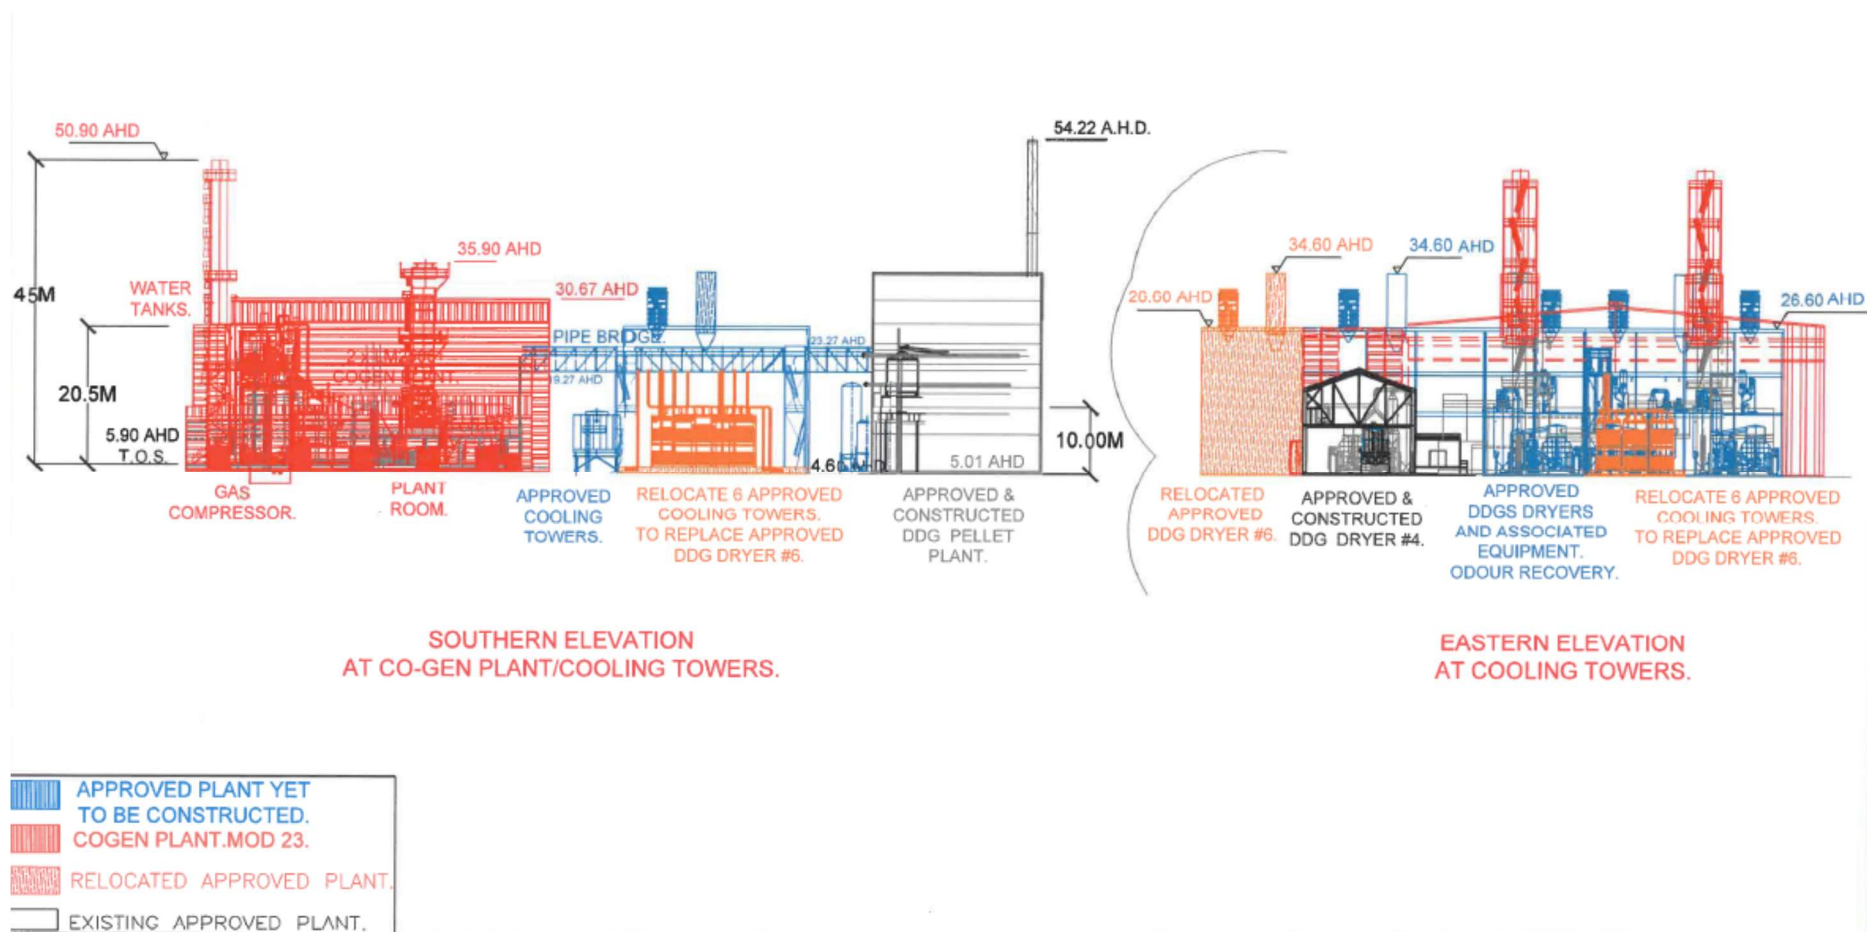 50.90 AHD
54.22 A.H.D.
35.90 AHD
34.60 AHD
34.60 AHD
45M
WATER
TANKS.
30.67 AHD
26.60 AHD
PIPE BRIDGE.
23.27 AHD
COGEN PLANT.
19.27 AHD
20.5M
5.90 AHD
T.O.S.
10.00M
5.01 AHD
GAS
COMPRESSOR.
PLANT
ROOM.
APPROVED
COOLING
TOWERS.
RELOCATE 6 APPROVED
COOLING TOWERS.
TO REPLACE APPROVED
DDG DRYER #6.
APPROVED &
CONSTRUCTED
DDG PELLET
PLANT.
RELOCATED
APPROVED
DDG DRYER #6.
APPROVED &
CONSTRUCTED
DDG DRYER #4.
APPROVED
DDGS DRYERS
AND ASSOCIATED
EQUIPMENT.
ODOUR RECOVERY.
RELOCATE 6 APPROVED
COOLING TOWERS.
TO REPLACE APPROVED
DDG DRYER #6.
SOUTHERN ELEVATION
AT CO-GEN PLANT/COOLING TOWERS.
EASTERN ELEVATION
AT COOLING TOWERS.
APPROVED PLANT YET
TO BE CONSTRUCTED.
COGEN PLANT.MOD 23.
RELOCATED APPROVED PLANT.
EXISTING APPROVED PLANT.